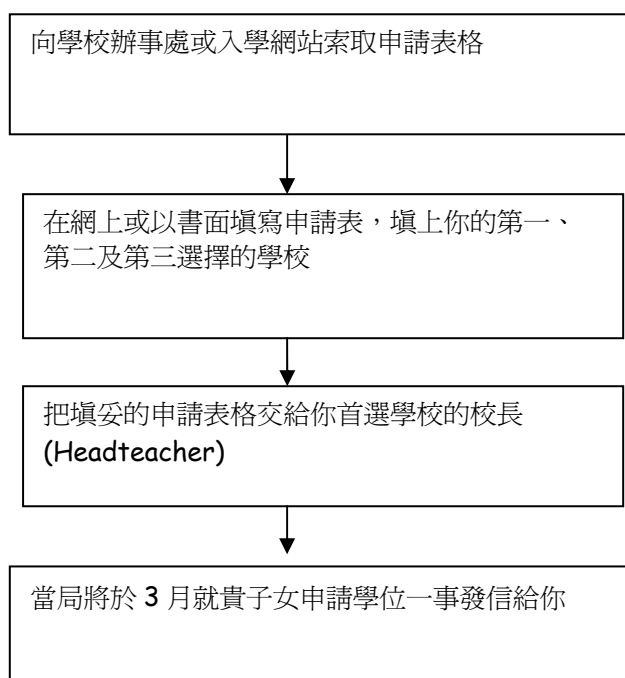 向學校辦事處或入學網站索取申請表格
在網上或以書面填寫申請表，填上你的第一、
第二及第三選擇的學校
把填妥的申請表格交給你首選學校的校長
(Headteacher)
當局將於 3 月就貴子女申請學位一事發信給你